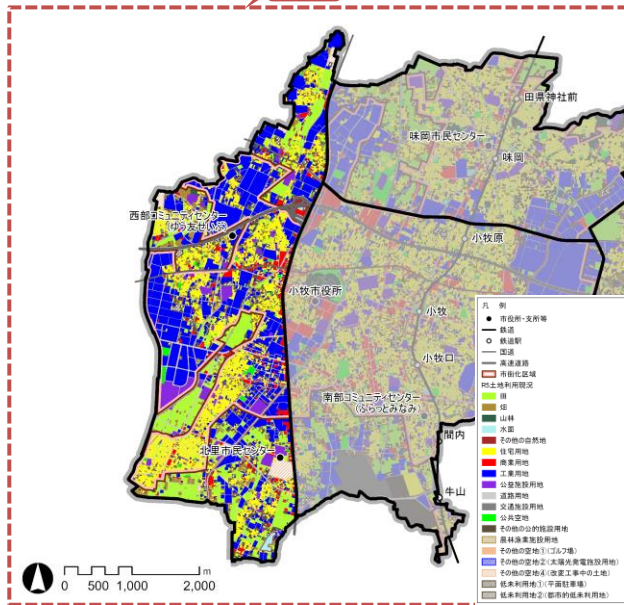 田県神社前
味岡市民センター
味岡
西部コミュニティセンター
(ゆう友せいぶ)
小牧原
小牧市役所
小牧
小牧口
南部コミュニティセンター
(ふらっとみなみ)
間内
北里市民センター
牛山
凡 例
市役所・支所等
鉄道
鉄道駅
国道
高速道路
市街化区域
R5土地利用現況
田
畑
山林
水面
その他の自然地
住宅用地
商業用地
工業用地
公益施設用地
道路用地
交通施設用地
公共空地
その他の公的施設用地
農林漁業施設用地
その他の空地①(ゴルフ場)
その他の空地②(太陽光発電施設用地)
その他の空地④(改変工事中の土地)
低未利用地①(平面駐車場)
低未利用地②(都市的低未利用地)
0 500 1,000 2,000
m